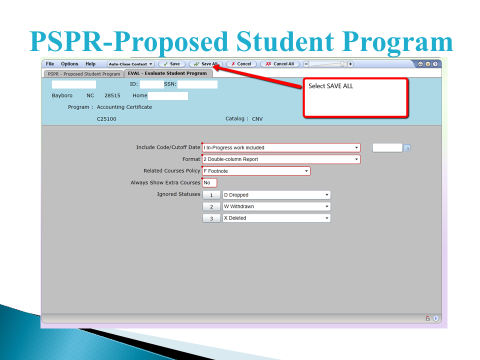 PSPR-Proposed Student Program
File Options Help Auto-Close Context Save Save All Cancel Cancel All
PSPR - Proposed Student Program EVAL - Evaluate Student Program
Select SAVE ALL
ID: SSN:
Bayboro NC 28515 Home
Program : Accounting Certificate
C25100 Catalog : CNV
Include Code/Cutoff Date I In-Progress work included
Format 2 Double-column Report
Related Courses Policy F Footnote
Always Show Extra Courses No
Ignored Statuses 1 D Dropped
2 W Withdrawn
3 X Deleted